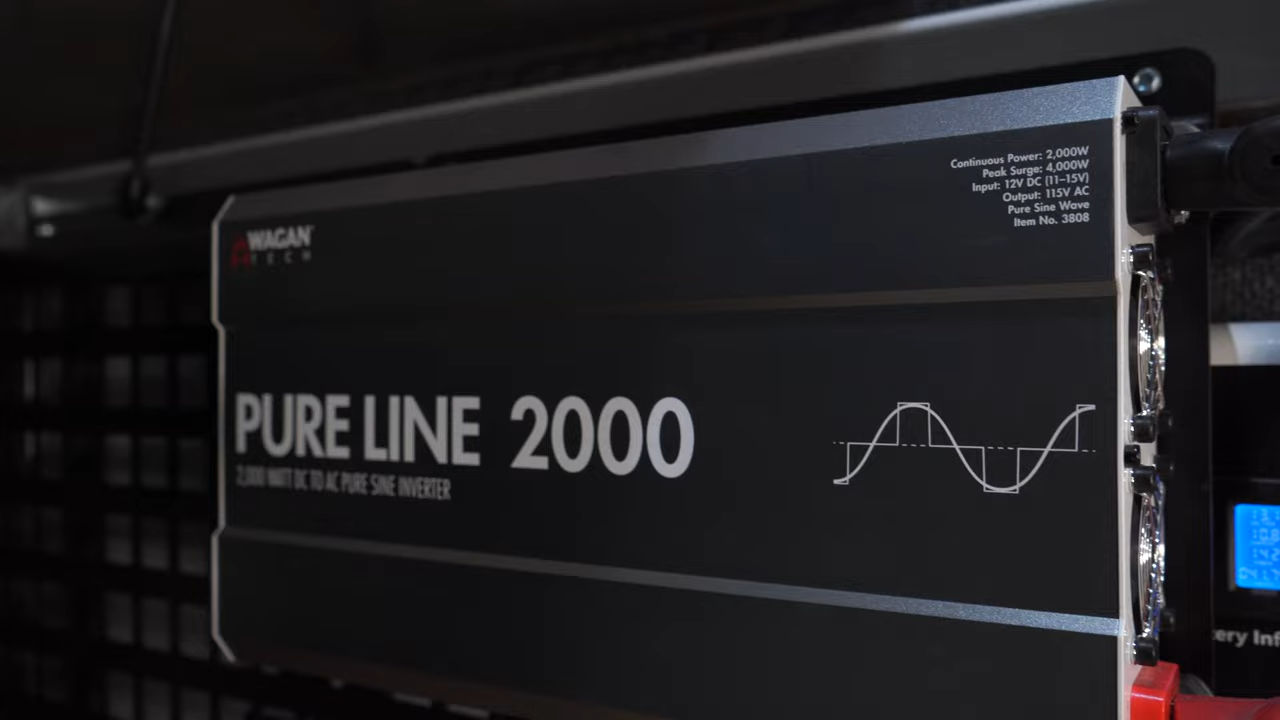 WAGAN
TECH
Continuous Power: 2,000W
Peak Surge: 4,000W
Input: 12V DC (11–15V)
Output: 115V AC
Pure Sine Wave
Item No. 3808
PURE LINE 2000
2,000 WATT DC TO AC PURE SINE INVERTER
ery Inf